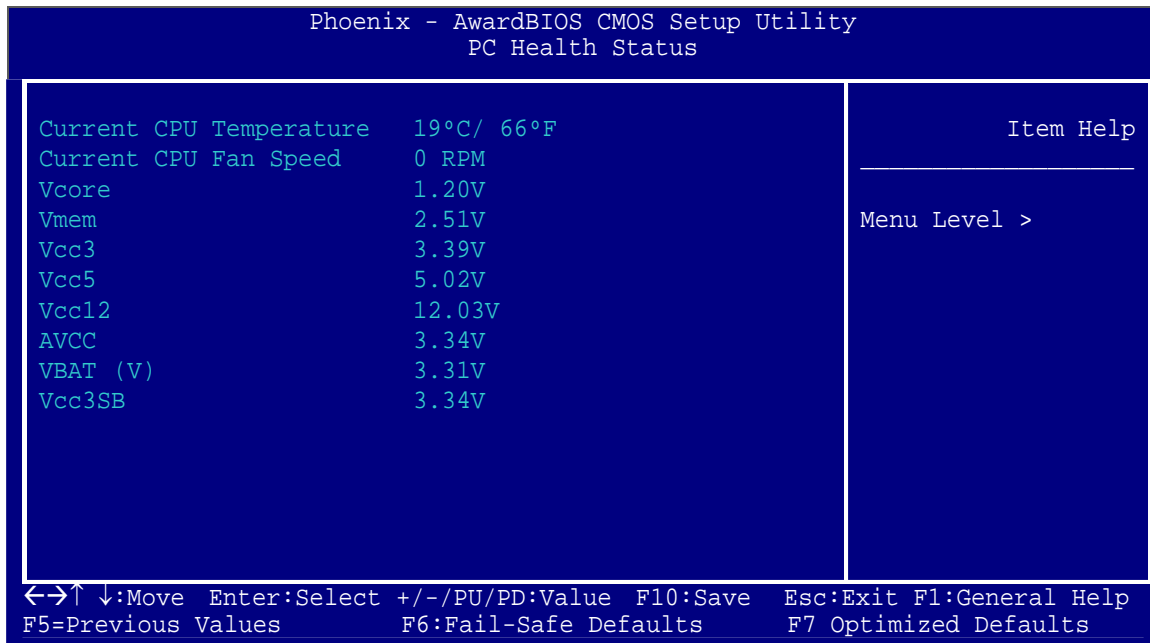 Phoenix - AwardBIOS CMOS Setup Utility
PC Health Status
Current CPU Temperature 19ºC/ 66ºF
Current CPU Fan Speed 0 RPM
Vcore 1.20V
Vmem 2.51V
Vcc3 3.39V
Vcc5 5.02V
Vcc12 12.03V
AVCC 3.34V
VBAT (V) 3.31V
Vcc3SB 3.34V
Item Help
Menu Level >
←→↑ ↓:Move Enter:Select +/-/PU/PD:Value F10:Save Esc:Exit F1:General Help
F5=Previous Values F6:Fail-Safe Defaults F7 Optimized Defaults